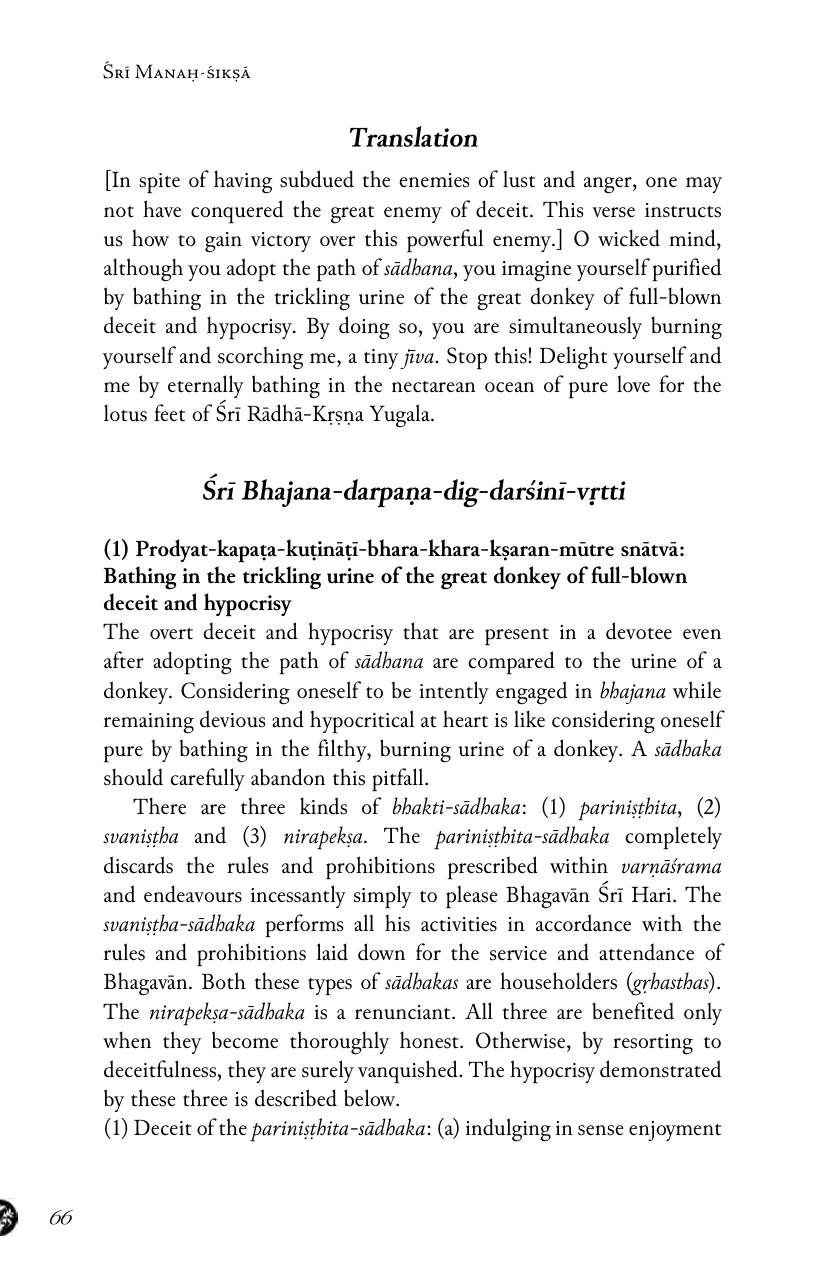 Śrī Manaḥ-śikṣā
Translation
[In spite of having subdued the enemies of lust and anger, one may
not have conquered the great enemy of deceit. This verse instructs
us how to gain victory over this powerful enemy.] O wicked mind,
although you adopt the path of sādhana, you imagine yourself purified
by bathing in the trickling urine of the great donkey of full-blown
deceit and hypocrisy. By doing so, you are simultaneously burning
yourself and scorching me, a tiny jīva. Stop this! Delight yourself and
me by eternally bathing in the nectarean ocean of pure love for the
lotus feet of Śrī Rādhā-Kṛṣṇa Yugala.
Śrī Bhajana-darpaṇa-dig-darśinī-vṛtti
(1) Prodyat-kapaṭa-kuṭināṭī-bhara-khara-kṣaran-mūtre snātvā:
Bathing in the trickling urine of the great donkey of full-blown
deceit and hypocrisy
The overt deceit and hypocrisy that are present in a devotee even
after adopting the path of sādhana are compared to the urine of a
donkey. Considering oneself to be intently engaged in bhajana while
remaining devious and hypocritical at heart is like considering oneself
pure by bathing in the filthy, burning urine of a donkey. A sādhaka
should carefully abandon this pitfall.
There are three kinds of bhakti-sādhaka: (1) pariniṣṭhita, (2)
svaniṣṭha and (3) nirapekṣa. The pariniṣṭhita-sādhaka completely
discards the rules and prohibitions prescribed within varṇāśrama
and endeavours incessantly simply to please Bhagavān Śrī Hari. The
svaniṣṭha-sādhaka performs all his activities in accordance with the
rules and prohibitions laid down for the service and attendance of
Bhagavān. Both these types of sādhakas are householders (gṛhasthas).
The nirapekṣa-sādhaka is a renunciant. All three are benefited only
when they become thoroughly honest. Otherwise, by resorting to
deceitfulness, they are surely vanquished. The hypocrisy demonstrated
by these three is described below.
(1) Deceit of the pariniṣṭhita-sādhaka: (a) indulging in sense enjoyment
66